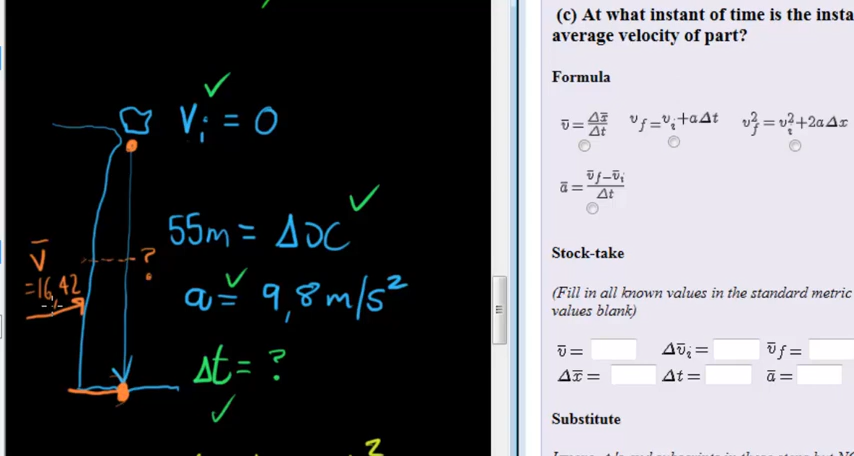 Vi = 0
55m = Δx
V̄
= 16,42
m/s
?
a = 9,8m/s²
Δt = ?
2
(c) At what instant of time is the insta
average velocity of part?
Formula
v̄ = Δx̄/Δt vf=vi+aΔt vf²=vi²+2aΔx
ā = v̄f−v̄i/Δt
Stock-take
(Fill in all known values in the standard metric
values blank)
v̄ = Δv̄i = v̄f =
Δx̄ = Δt = ā =
Substitute